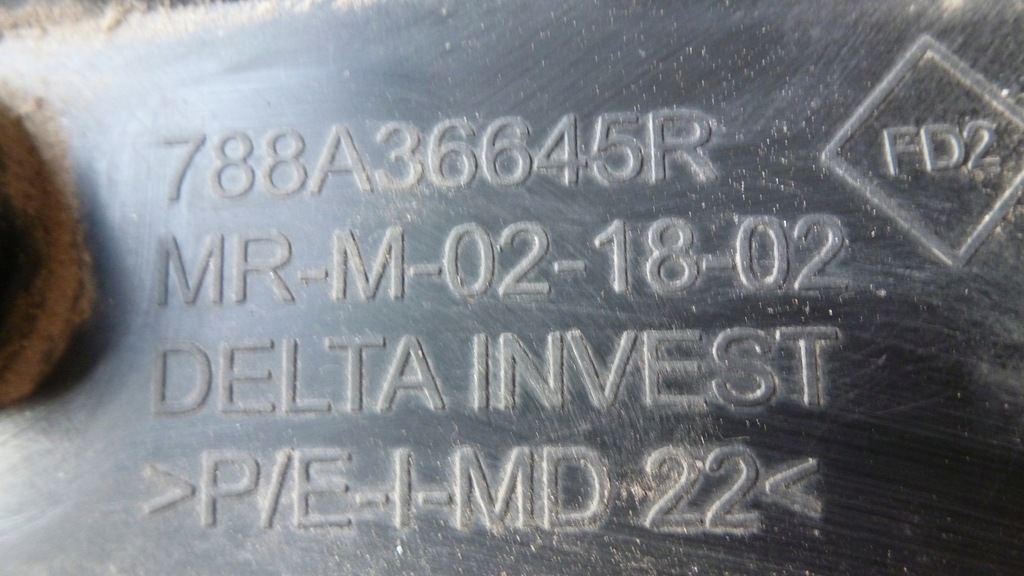 788A36645R
FD2
MR-M-02-18-02
DELTA INVEST
>P/E-I-MD 22<